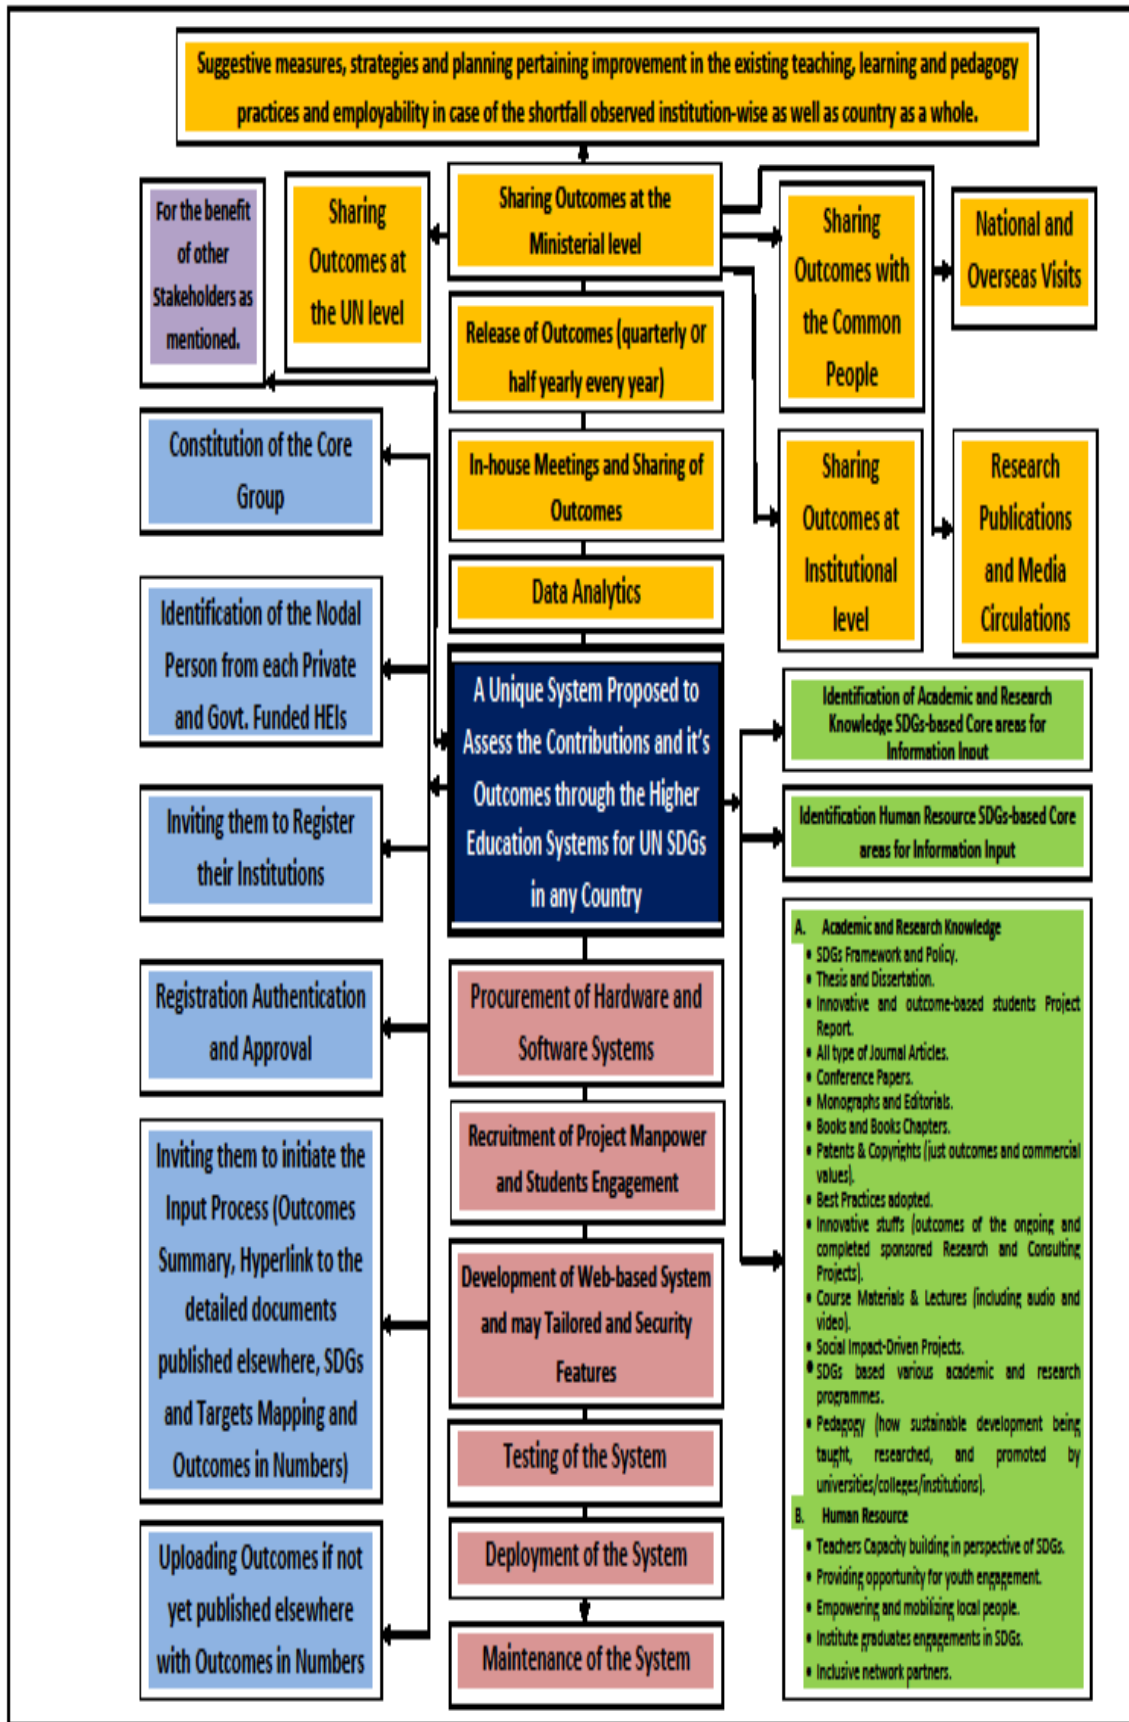 Suggestive measures, strategies and planning pertaining improvement in the existing teaching, learning and pedagogy
practices and employability in case of the shortfall observed institution-wise as well as country as a whole.
For the benefit
of other
Stakeholders as
mentioned.
Sharing
Outcomes at
the UN level
Sharing Outcomes at the
Ministerial level
Sharing
Outcomes with
the Common
People
National and
Overseas Visits
Release of Outcomes (quarterly or
half yearly every year)
Constitution of the Core
Group
In-house Meetings and Sharing of
Outcomes
Sharing
Outcomes at
Institutional
level
Research
Publications
and Media
Circulations
Data Analytics
Identification of the Nodal
Person from each Private
and Govt. Funded HEIs
A Unique System Proposed to
Assess the Contributions and it's
Outcomes through the Higher
Education Systems for UN SDGs
in any Country
Identification of Academic and Research
Knowledge SDGs-based Core areas for
Information Input
Inviting them to Register
their Institutions
Identification Human Resource SDGs-based Core
areas for Information Input
Registration Authentication
and Approval
Procurement of Hardware and
Software Systems
Recruitment of Project Manpower
and Students Engagement
Inviting them to initiate the
Input Process (Outcomes
Summary, Hyperlink to the
detailed documents
published elsewhere, SDGs
and Targets Mapping and
Outcomes in Numbers)
Development of Web-based System
and may Tailored and Security
Features
Testing of the System
Uploading Outcomes if not
yet published elsewhere
with Outcomes in Numbers
Deployment of the System
Maintenance of the System
A. Academic and Research Knowledge
• SDGs Framework and Policy.
• Thesis and Dissertation.
• Innovative and outcome-based students Project
Report.
• All type of Journal Articles.
• Conference Papers.
• Monographs and Editorials.
• Books and Books Chapters.
• Patents & Copyrights (just outcomes and commercial
values).
• Best Practices adopted.
• Innovative stuffs (outcomes of the ongoing and
completed sponsored Research and Consulting
Projects).
• Course Materials & Lectures (including audio and
video).
• Social Impact-Driven Projects.
• SDGs based various academic and research
programmes.
• Pedagogy (how sustainable development being
taught, researched, and promoted by
universities/colleges/institutions).
B. Human Resource
• Teachers Capacity building in perspective of SDGs.
• Providing opportunity for youth engagement.
• Empowering and mobilizing local people.
• Institute graduates engagements in SDGs.
• Inclusive network partners.